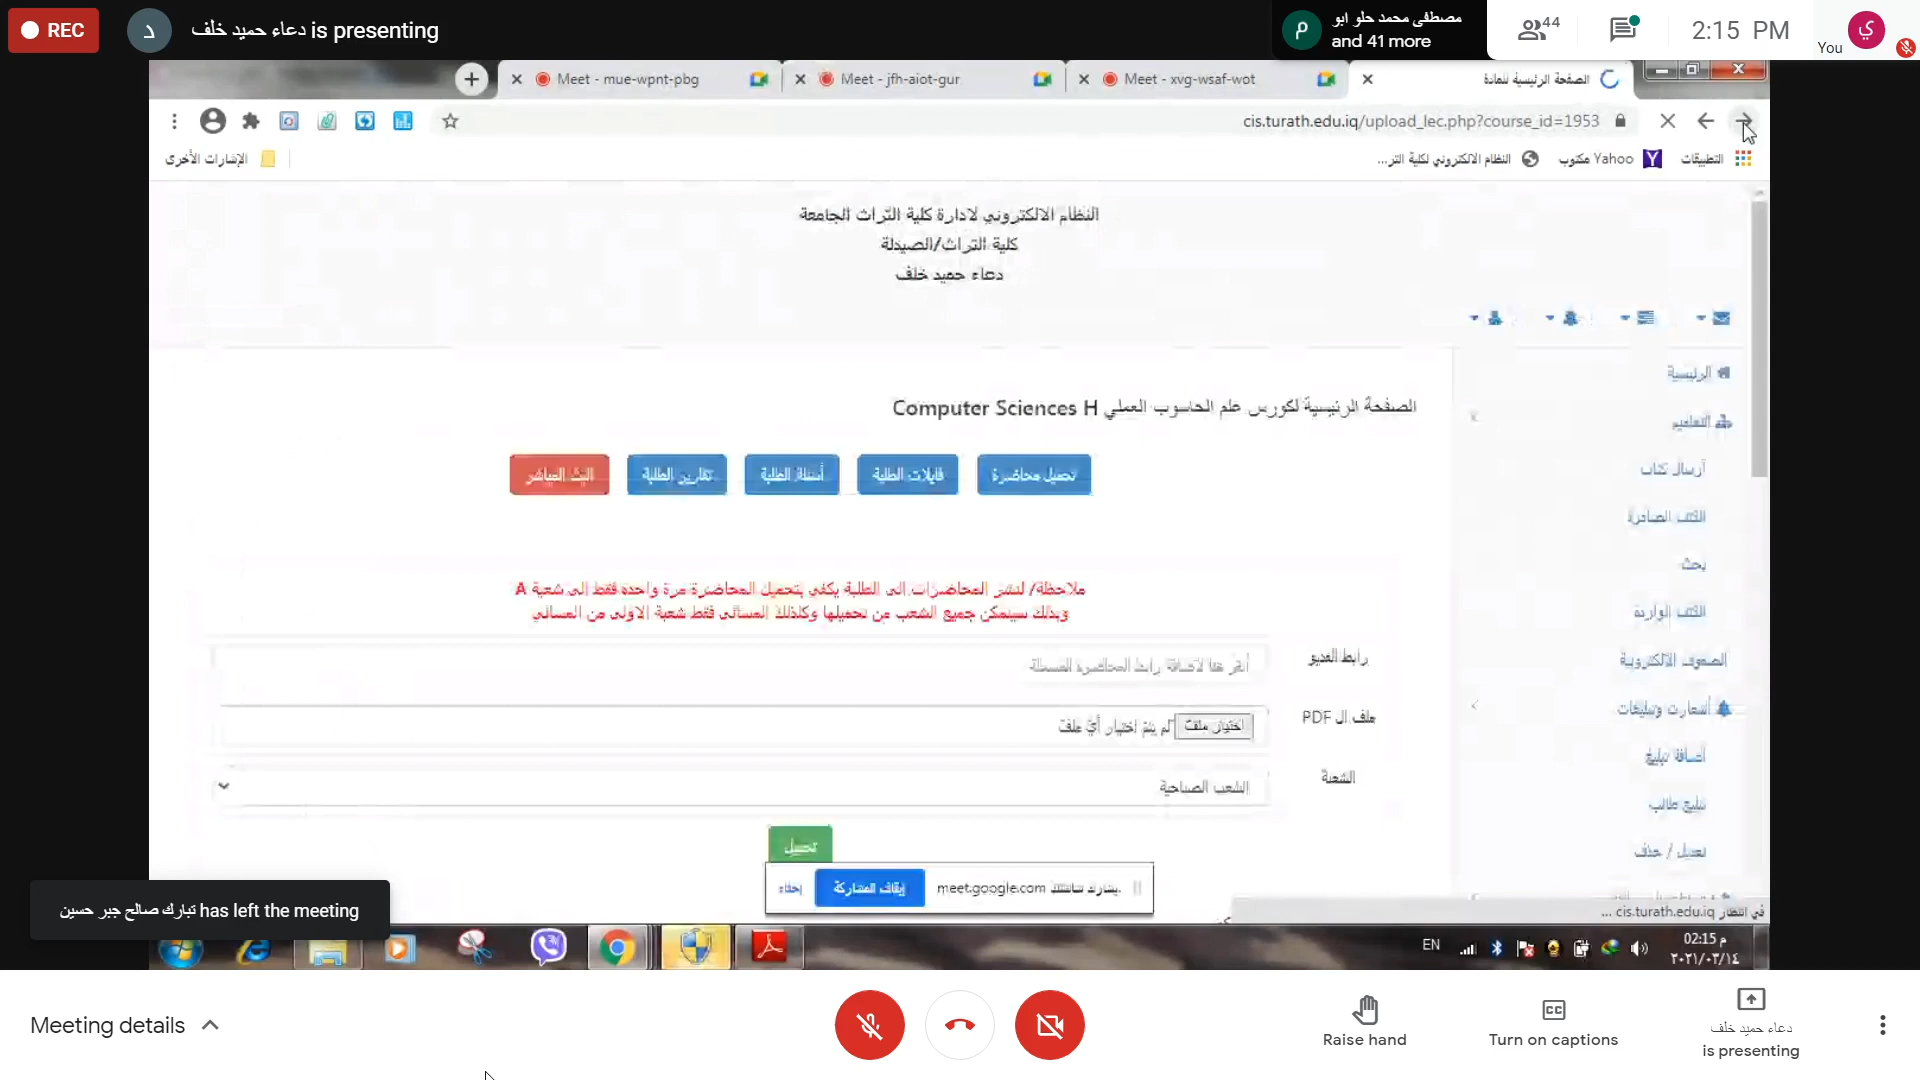 REC
دعاء حميد خلف is presenting
مصطفى محمد حلو ابو
and 41 more
44
2:15 PM
You
Meet - mue-wpnt-pbg
Meet - jfh-aiot-gur
Meet - xvg-wsaf-wot
الصفحة الرئيسية للمادة
cis.turath.edu.iq/upload_lec.php?course_id=1953
الإشارات الأخرى
النظام الالكتروني لكلية التر...
Yahoo مكتوب
التطبيقات
النظام الالكتروني لادارة كلية التراث الجامعة
كلية التراث/الصيدلة
دعاء حميد خلف
الرئيسية
الصفحة الرئيسية لكورس علم الحاسوب العملي Computer Sciences H
التعاميم
أرسال كتاب
تحميل محاضرة
فايلات الطلبة
أسئلة الطلبة
تقارير الطلبة
البث المباشر
الكتب الصادرة
بحث
ملاحظة/ لنشر المحاضرات الى الطلبة يكفي بتحميل المحاضرة مرة واحده فقط الى شعبة A
وبذلك سيتمكن جميع الشعب من تحميلها وكذلك المسائى فقط شعبة الاولى من المسائي
الكتب الواردة
الصفوف الالكترونية
رابط الفديو
أنقر هنا لاضافة رابط المحاضرة المسجلة
أشعارت وتبليغات
ملف ال PDF
اختيار ملف
لم يتم اختيار أي ملف
أضافة تبليغ
الشعبة
الشعب الصباحية
تبليغ طالب
تعديل / حذف
تحميل
meet.google.com يشارك شاشتك.
إيقاف المشاركة
إخفاء
في انتظار cis.turath.edu.iq ...
تبارك صالح جبر حسين has left the meeting
EN
02:15 م
٢٠٢١/٠٣/١٤
Meeting details
Raise hand
Turn on captions
دعاء حميد خلف
is presenting